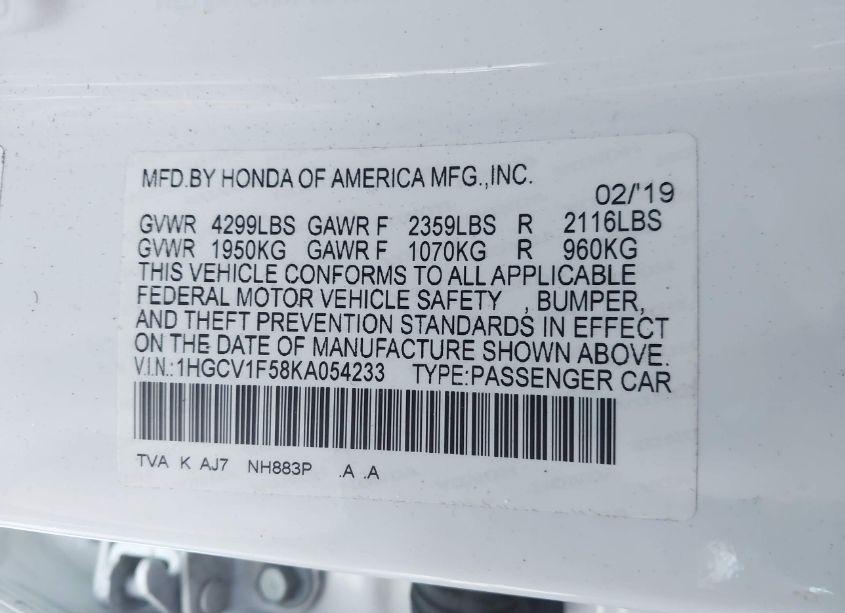 MFD.BY HONDA OF AMERICA MFG.,INC.
02/'19
GVWR 4299LBS GAWR F 2359LBS R 2116LBS
GVWR 1950KG GAWR F 1070KG R 960KG
THIS VEHICLE CONFORMS TO ALL APPLICABLE
FEDERAL MOTOR VEHICLE SAFETY , BUMPER,
AND THEFT PREVENTION STANDARDS IN EFFECT
ON THE DATE OF MANUFACTURE SHOWN ABOVE.
V.I.N.:1HGCV1F58KA054233 TYPE:PASSENGER CAR
TVA K AJ7 NH883P .A .A